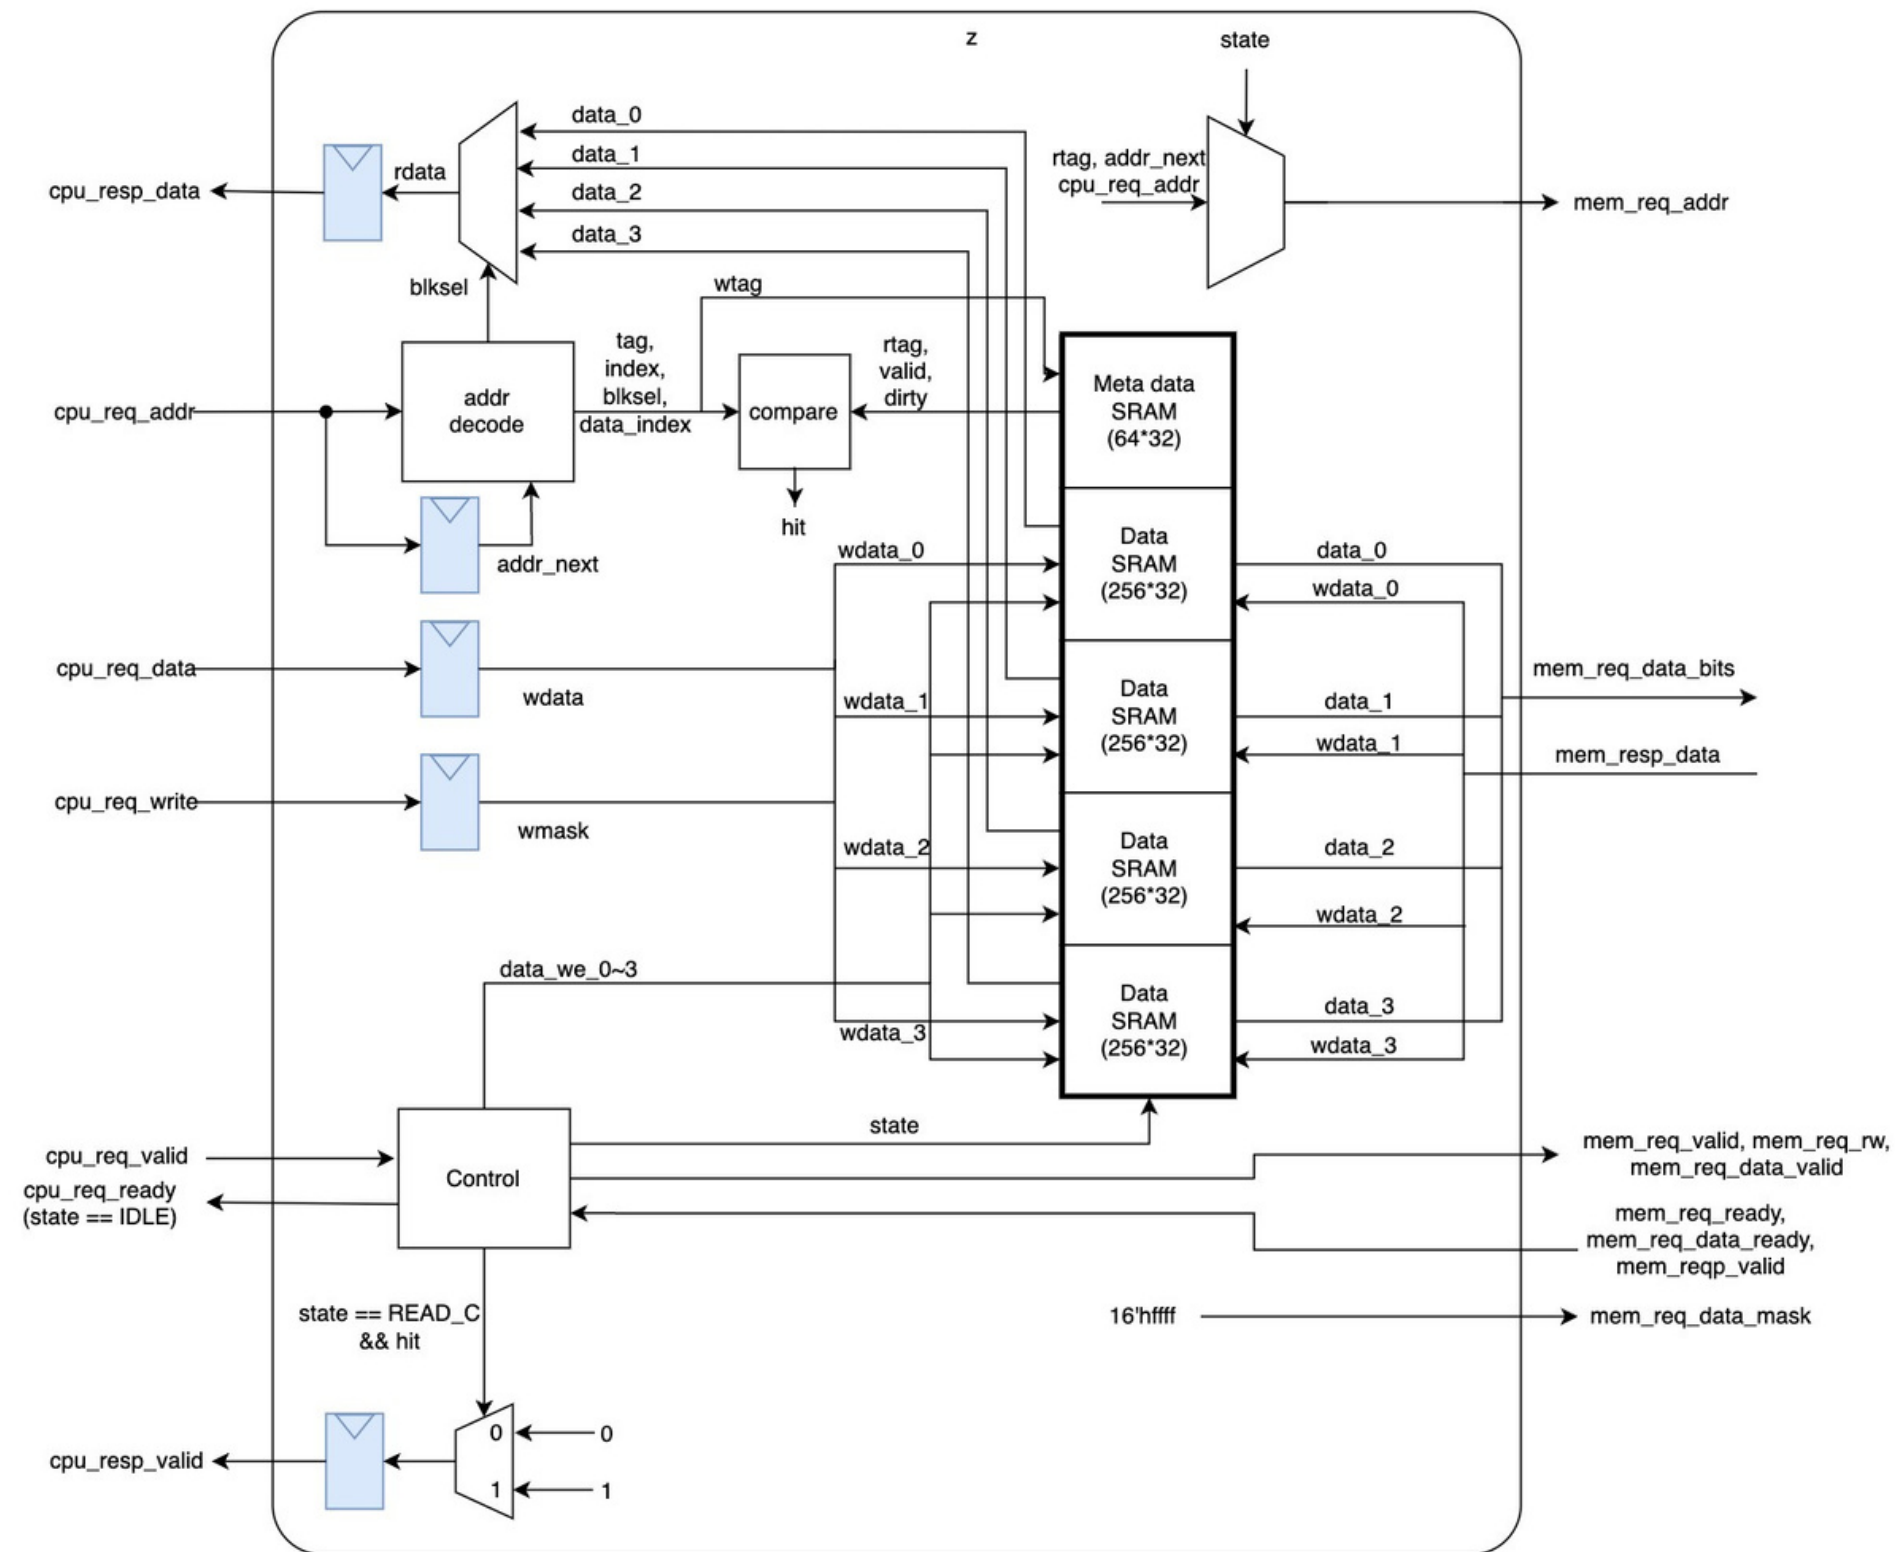 z
state
data_0
data_1
data_2
data_3
rdata
cpu_resp_data
rtag, addr_next
cpu_req_addr
mem_req_addr
blksel
wtag
tag,
index,
blksel,
data_index
rtag,
valid,
dirty
cpu_req_addr
addr
decode
compare
Meta data
SRAM
(64*32)
hit
addr_next
wdata_0
Data
SRAM
(256*32)
data_0
wdata_0
cpu_req_data
wdata
wdata_1
Data
SRAM
(256*32)
data_1
wdata_1
mem_req_data_bits
mem_resp_data
cpu_req_write
wmask
wdata_2
Data
SRAM
(256*32)
data_2
wdata_2
data_we_0~3
wdata_3
Data
SRAM
(256*32)
data_3
wdata_3
cpu_req_valid
cpu_req_ready
(state == IDLE)
Control
state
mem_req_valid, mem_req_rw,
mem_req_data_valid
mem_req_ready,
mem_req_data_ready,
mem_reqp_valid
state == READ_C
&& hit
16'hffff
mem_req_data_mask
cpu_resp_valid
0
0
1
1